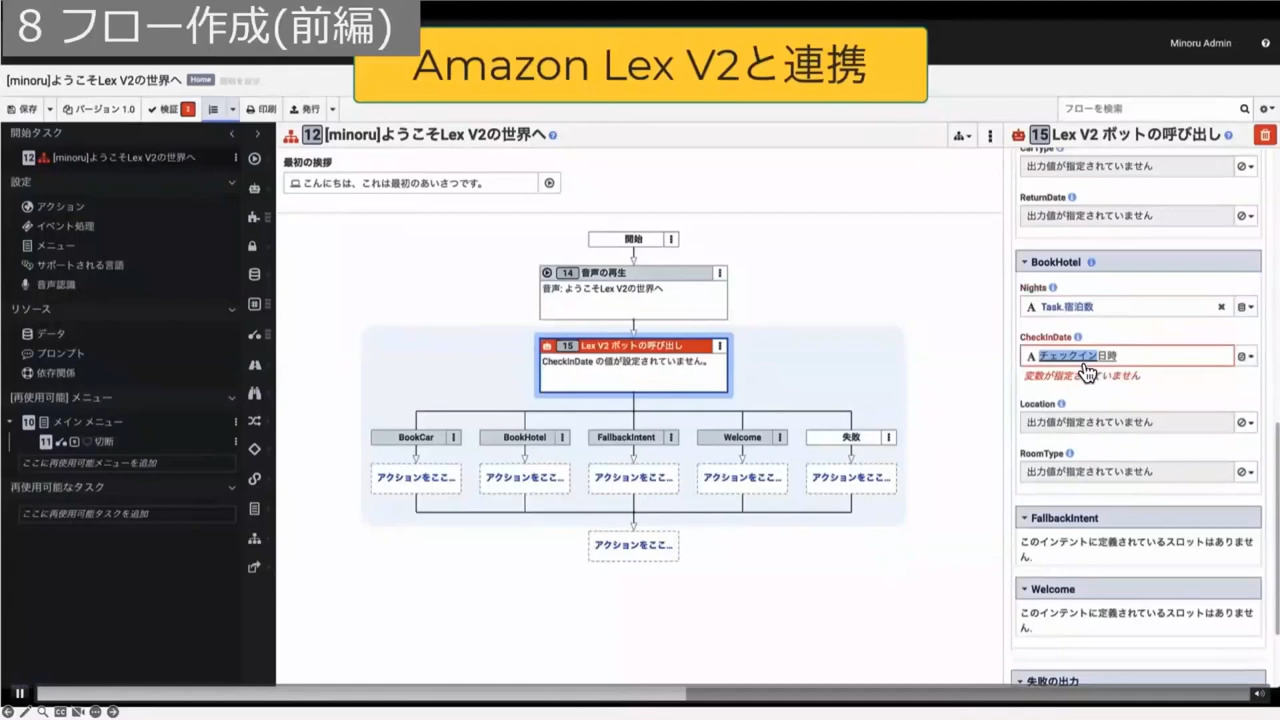 8 フロー作成(前編)
Amazon Lex V2と連携
Minoru Admin
[minoru]ようこそLex V2の世界へ Home
保存 バージョン 1.0 検証 1 印刷 発行 フローを検索
開始タスク
12 [minoru]ようこそLex V2の世界へ
設定
アクション
イベント処理
メニュー
サポートされる言語
音声認識
リソース
データ
プロンプト
依存関係
[再使用可能] メニュー
10 メイン メニュー
11 切断
ここに再使用可能メニューを追加
再使用可能なタスク
ここに再使用可能タスクを追加
12 [minoru]ようこそLex V2の世界へ
最初の挨拶
こんにちは、これは最初のあいさつです。
開始
14 音声の再生
音声: ようこそLex V2の世界へ
15 Lex V2 ボットの呼び出し
CheckInDate の値が設定されていません。
BookCar BookHotel FallbackIntent Welcome 失敗
アクションをここ... アクションをここ... アクションをここ... アクションをここ... アクションをここ...
アクションをここ...
15 Lex V2 ボットの呼び出し
CarType
出力値が指定されていません
ReturnDate
出力値が指定されていません
BookHotel
Nights
Task.宿泊数
CheckInDate
チェックイン日時
変数が指定されていません
Location
出力値が指定されていません
RoomType
出力値が指定されていません
FallbackIntent
このインテントに定義されているスロットはありませ
ん.
Welcome
このインテントに定義されているスロットはありませ
ん.
失敗の出力